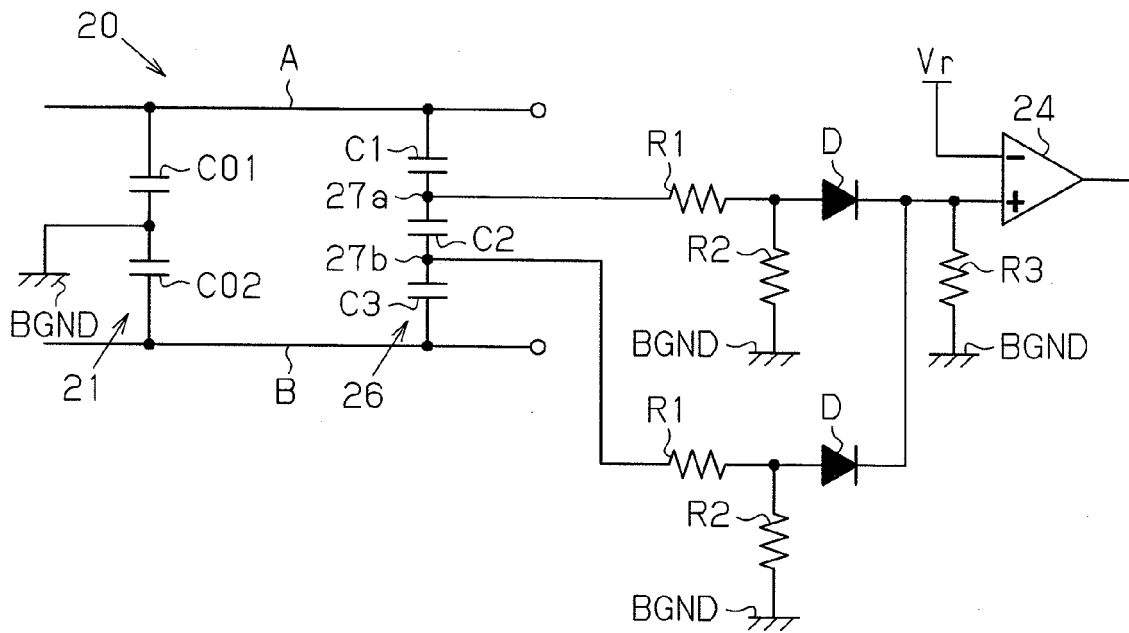 20
A
Vr
24
C1
C01
R1
D
27a
C2
R2
27b
R3
C02
C3
BGND
BGND
BGND
21
B
26
R1
D
R2
BGND